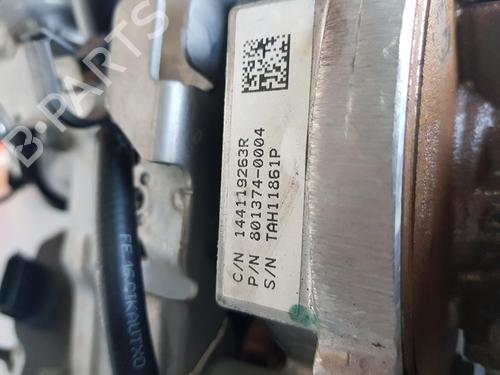 C/N 144119263R
P/N 801374-0004
S/N TAH11861P
B-PARTS